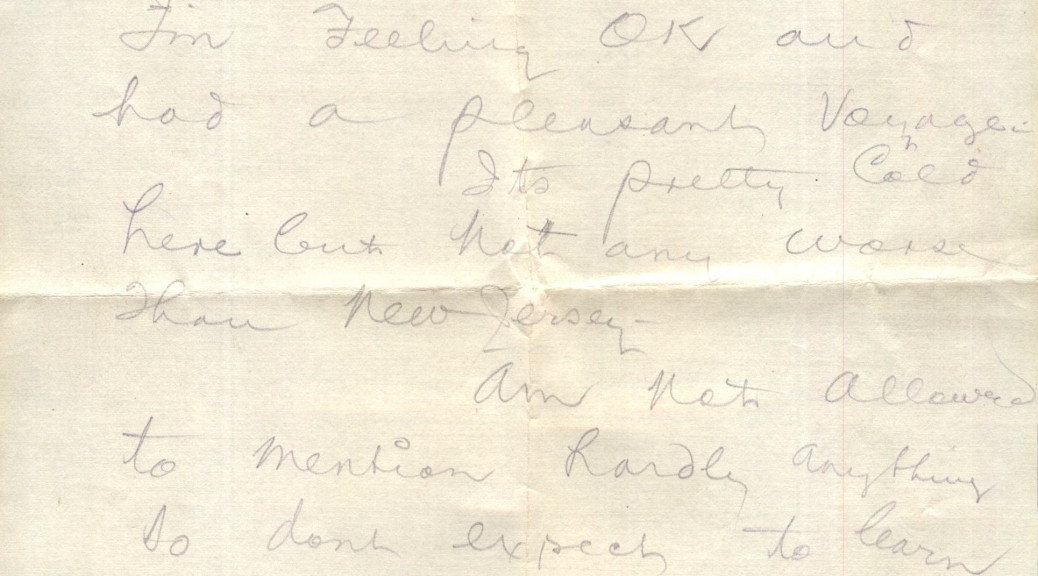 I'm Feeling OK and
had a pleasant Voyage.
Its pretty Cold
here but not any worse
than New Jersey-
Am not allowed
to mention hardly anything
so dont expect to learn